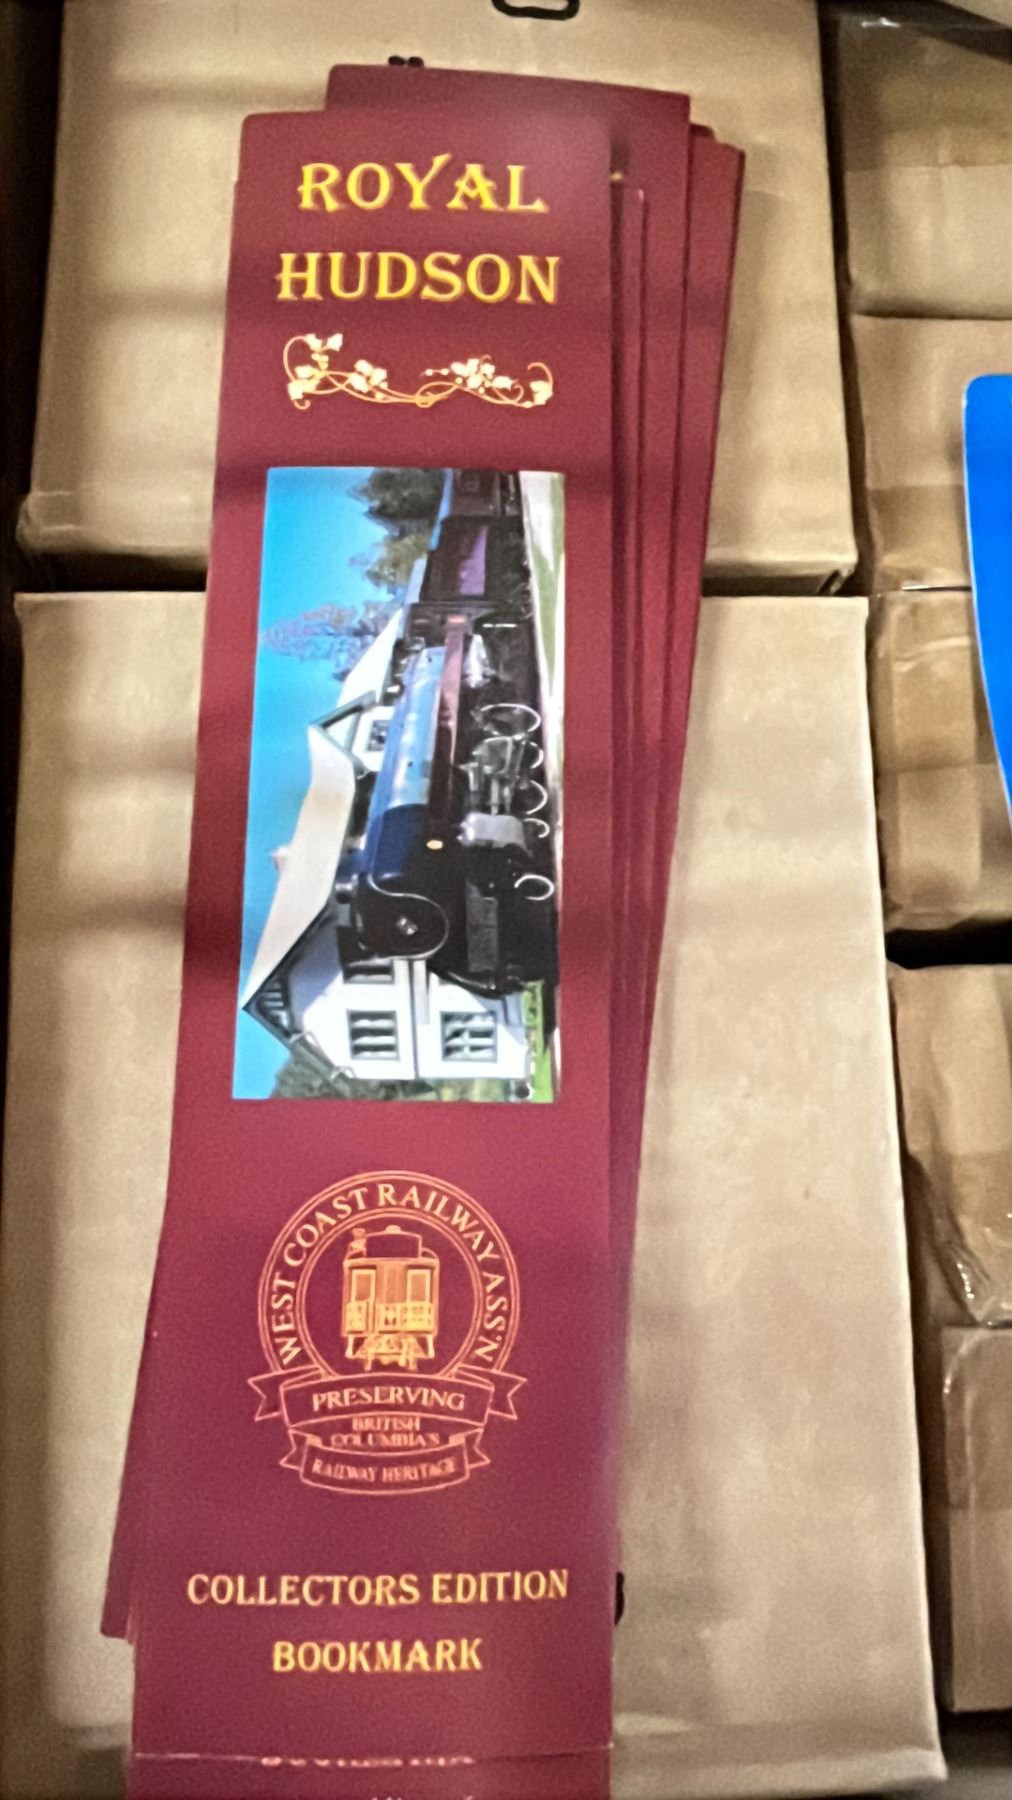 ROYAL
HUDSON
WEST COAST RAILWAY ASS'N
PRESERVING
BRITISH
COLUMBIA'S
RAILWAY HERITAGE
COLLECTORS EDITION
BOOKMARK